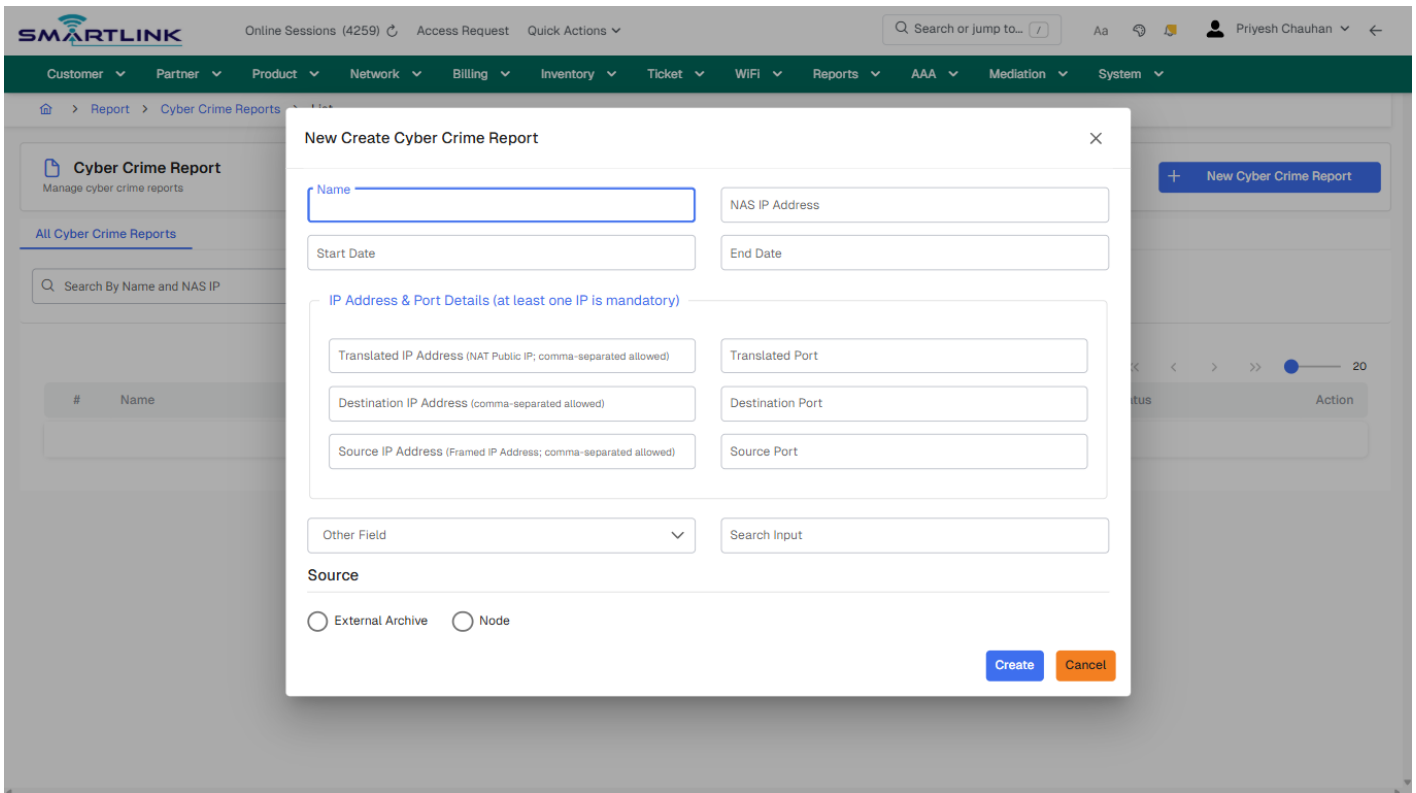 SMARTLINK
Online Sessions (4259) Access Request Quick Actions
Search or jump to... /
Aa
Priyesh Chauhan
Customer Partner Product Network Billing Inventory Ticket WiFi Reports AAA Mediation System
> Report > Cyber Crime Reports > List
New Create Cyber Crime Report
Cyber Crime Report
Manage cyber crime reports
+ New Cyber Crime Report
Name
NAS IP Address
All Cyber Crime Reports
Start Date
End Date
Search By Name and NAS IP
IP Address & Port Details (at least one IP is mandatory)
Translated IP Address (NAT Public IP; comma-separated allowed)
Translated Port
20
# Name
Destination IP Address (comma-separated allowed)
Destination Port
Action
Source IP Address (Framed IP Address; comma-separated allowed)
Source Port
Other Field
Search Input
Source
External Archive
Node
Create
Cancel